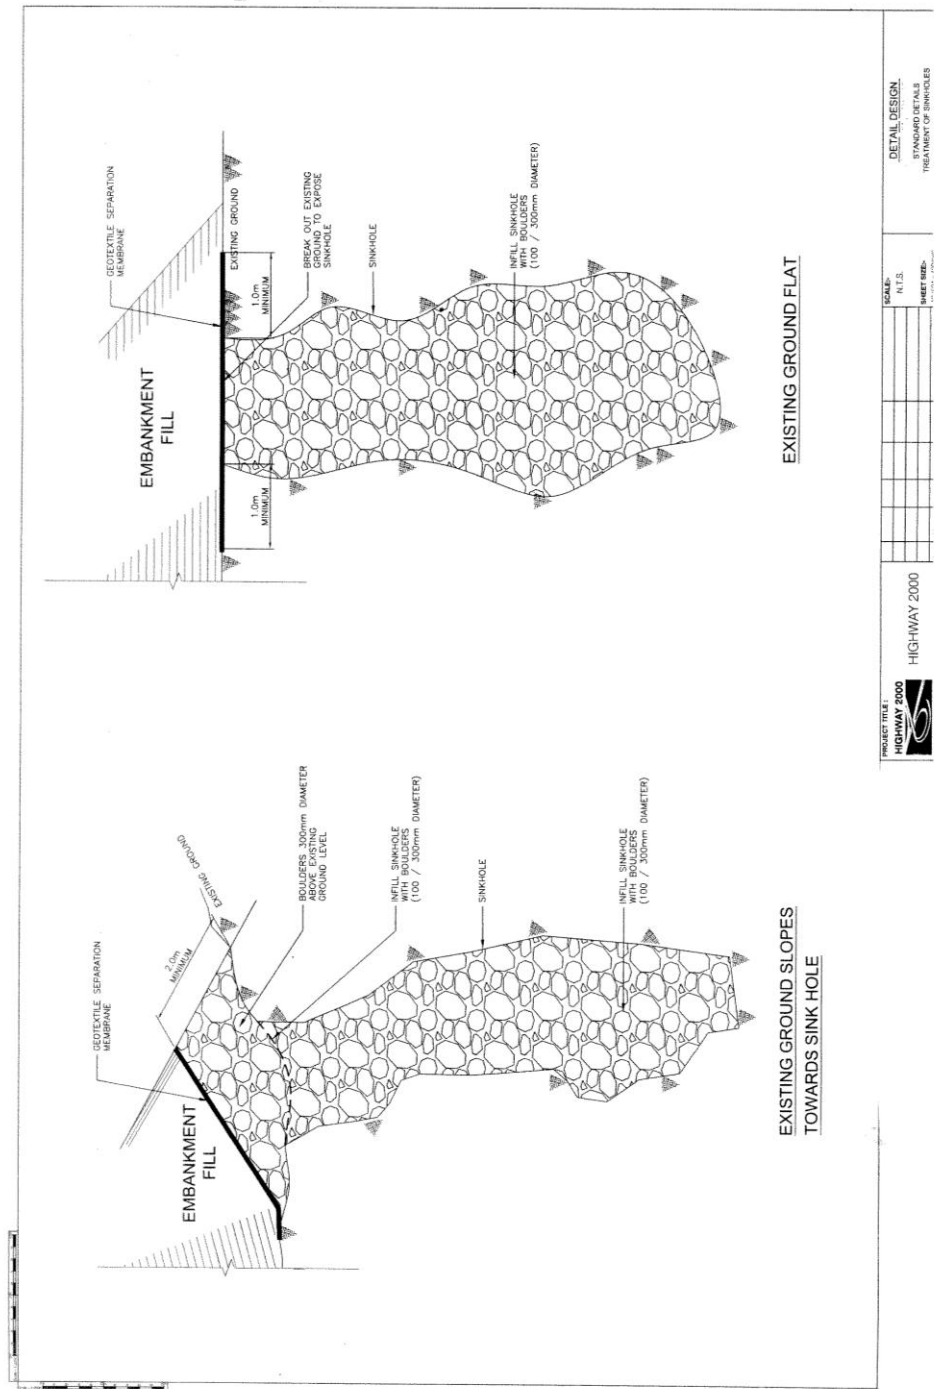 GEOTEXTILE SEPARATION
MEMBRANE
EXISTING GROUND
2.0m
MINIMUM
BOULDERS 300mm DIAMETER
ABOVE EXISTING
GROUND LEVEL
INFILL SINKHOLE
WITH BOULDERS
(100 / 300mm DIAMETER)
SINKHOLE
INFILL SINKHOLE
WITH BOULDERS
(100 / 300mm DIAMETER)
EMBANKMENT
FILL
EXISTING GROUND SLOPES
TOWARDS SINK HOLE
GEOTEXTILE SEPARATION
MEMBRANE
EMBANKMENT
FILL
EXISTING GROUND
1.0m
MINIMUM
1.0m
MINIMUM
BREAK OUT EXISTING
GROUND TO EXPOSE
SINKHOLE
SINKHOLE
INFILL SINKHOLE
WITH BOULDERS
(100 / 300mm DIAMETER)
EXISTING GROUND FLAT
PROJECT TITLE :
HIGHWAY 2000
HIGHWAY 2000
SCALE:-
N.T.S.
SHEET SIZE:-
DETAIL DESIGN
STANDARD DETAILS
TREATMENT OF SINKHOLES